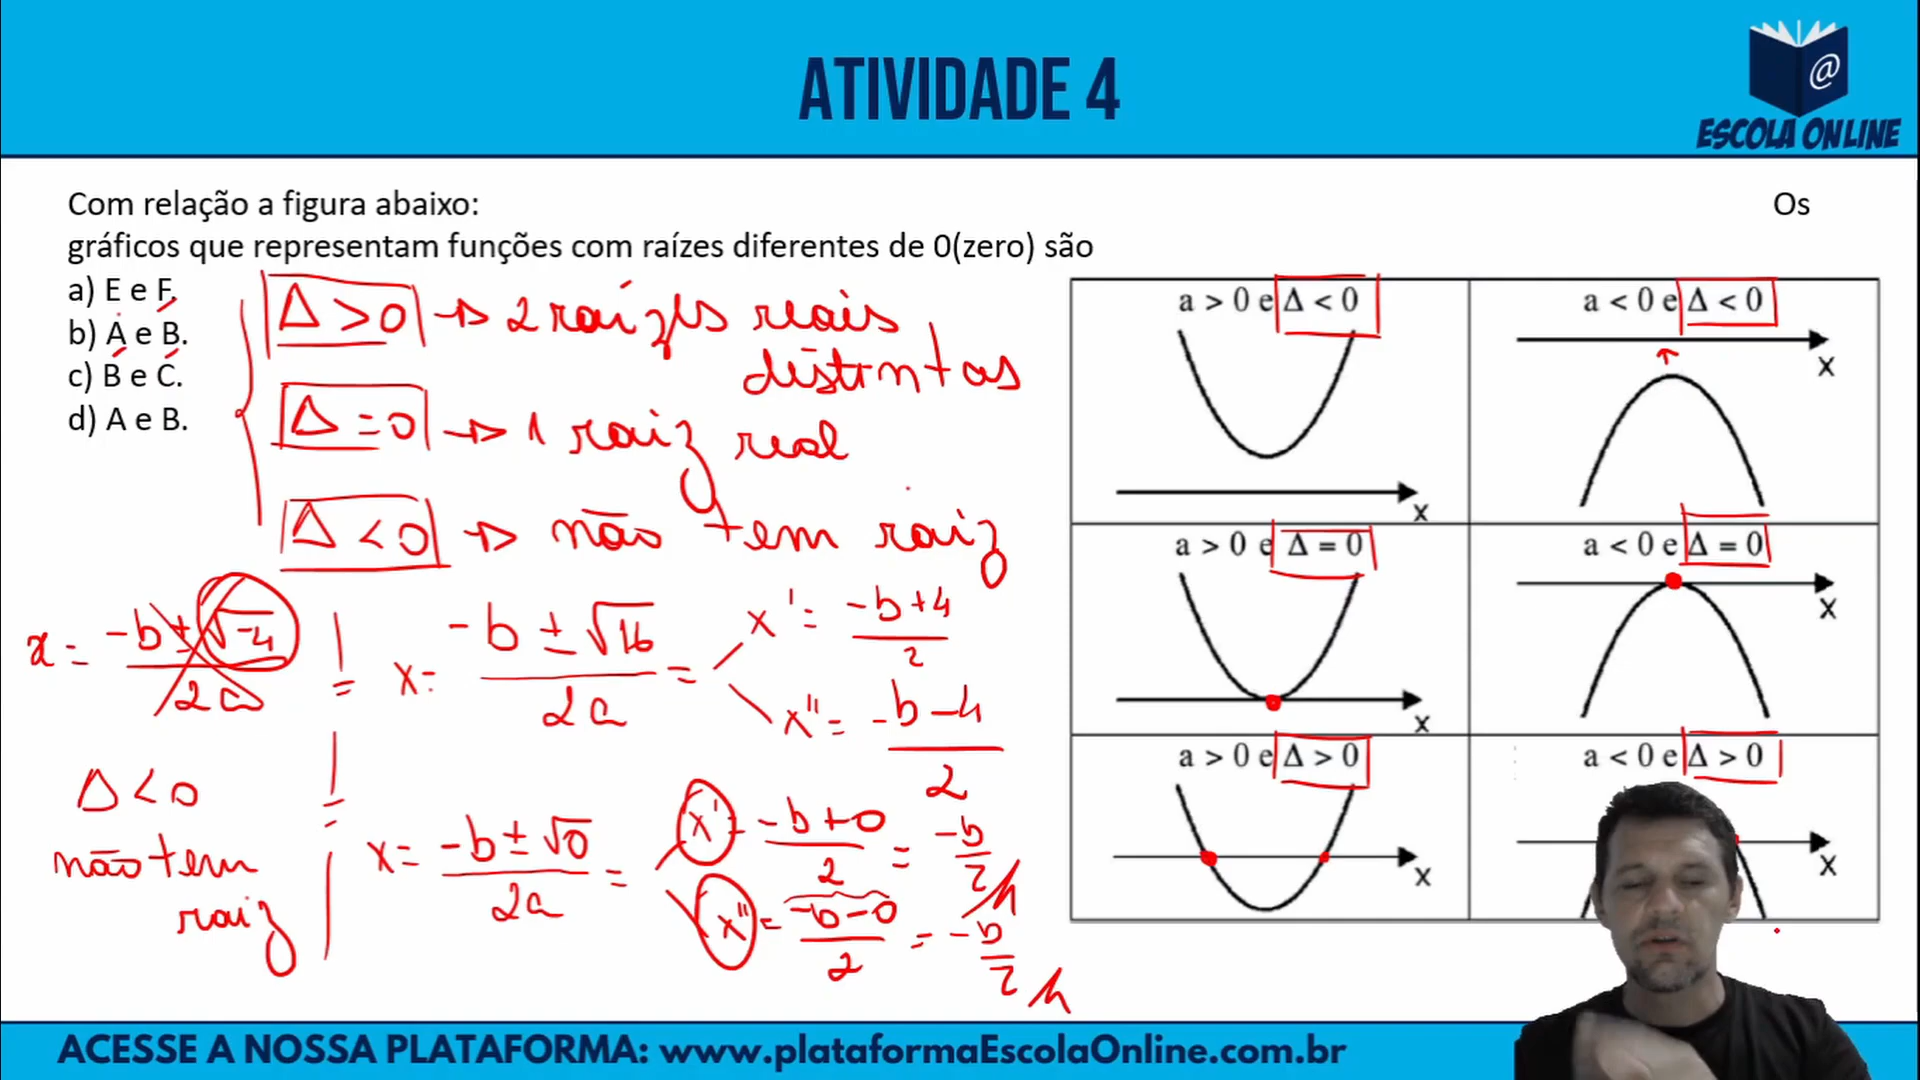 ATIVIDADE 4
@
ESCOLA ONLINE
Com relação a figura abaixo: Os
gráficos que representam funções com raízes diferentes de 0(zero) são
a) E e F.
b) A e B.
c) B e C.
d) A e B.
Δ > 0 → 2 raízes reais
distintas
Δ = 0 → 1 raiz real
Δ < 0 → não tem raiz
x = -b ± √-4 / 2a
x = -b ± √16 / 2a =
x' = -b + 4 / 2
x'' = -b - 4 / 2
Δ < 0
não tem
raiz
x = -b ± √0 / 2a =
x' = -b + 0 / 2 = -b / 2
x'' = -b - 0 / 2 = -b / 2
a > 0 e Δ < 0
x
a < 0 e Δ < 0
x
a > 0 e Δ = 0
x
a < 0 e Δ = 0
x
a > 0 e Δ > 0
x
a < 0 e Δ > 0
x
ACESSE A NOSSA PLATAFORMA: www.plataformaEscolaOnline.com.br